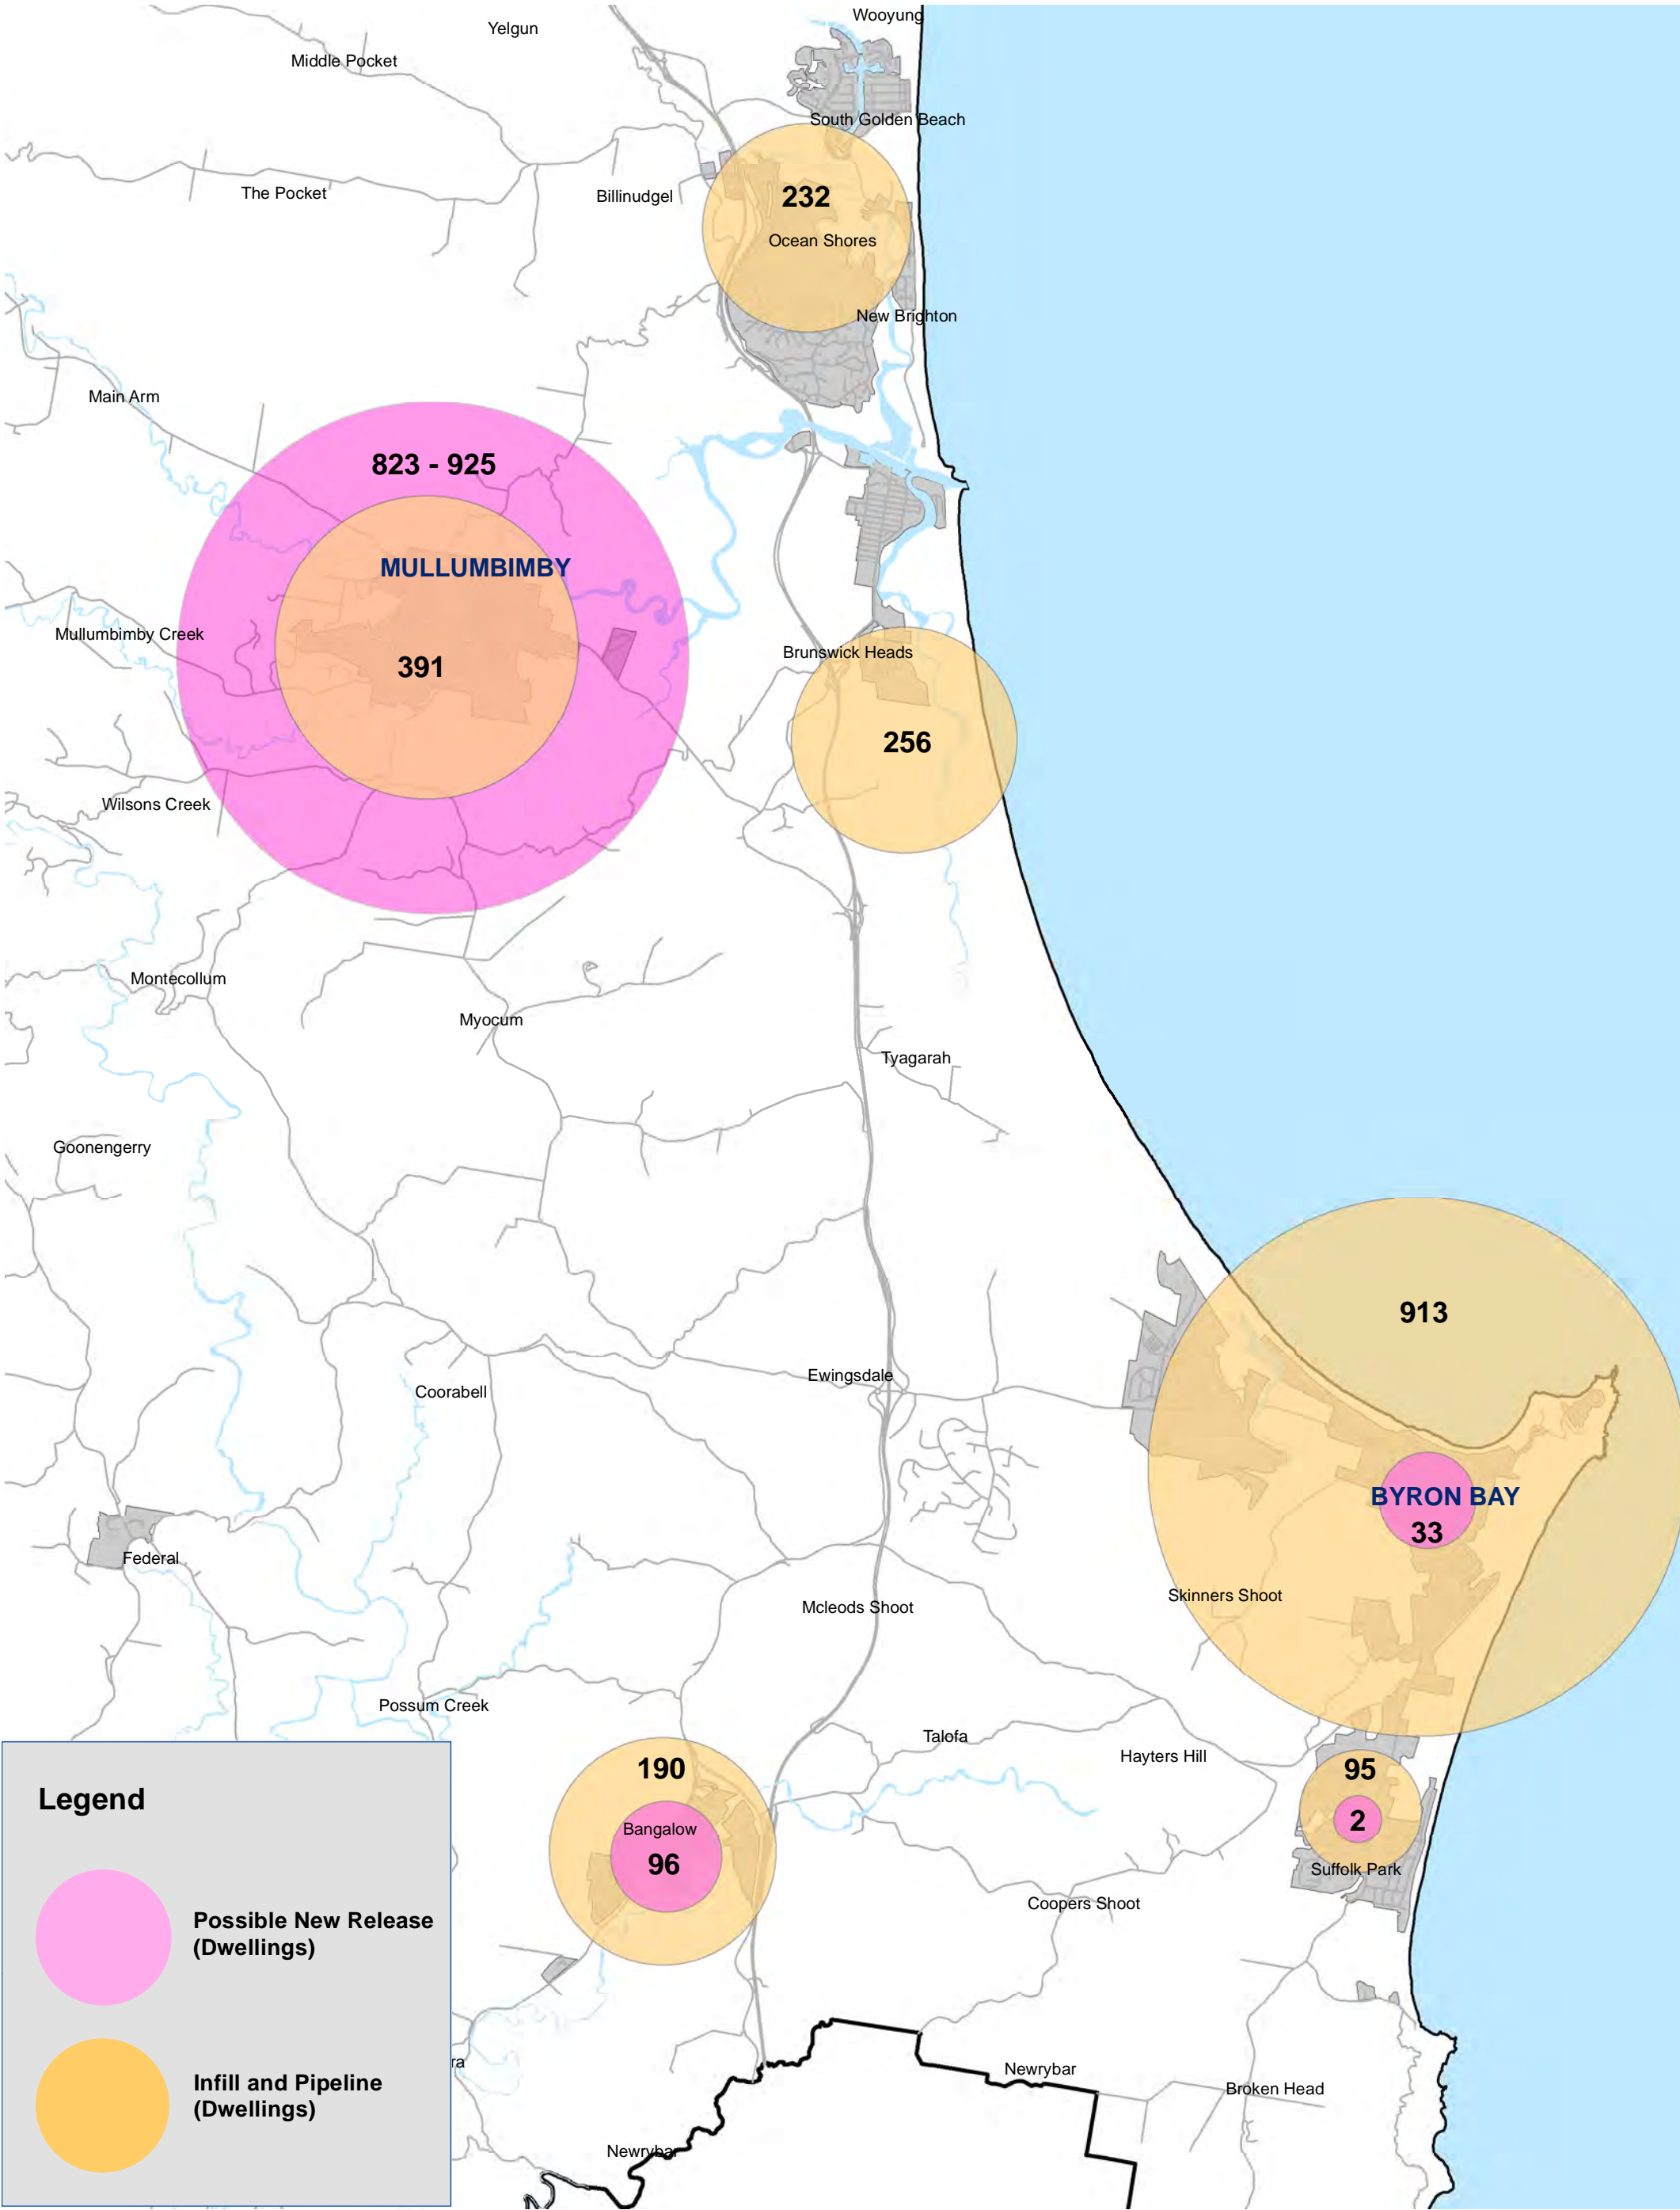 Wooyung
Yelgun
Middle Pocket
South Golden Beach
The Pocket
Billinudgel
232
Ocean Shores
New Brighton
Main Arm
823 - 925
MULLUMBIMBY
Mullumbimby Creek
391
Brunswick Heads
256
Wilsons Creek
Montecollum
Myocum
Tyagarah
Goonengerry
913
Ewingsdale
Coorabell
BYRON BAY
33
Federal
Skinners Shoot
Mcleods Shoot
Possum Creek
Talofa
Hayters Hill
190
95
Bangalow
2
96
Suffolk Park
Coopers Shoot
Legend
Possible New Release
(Dwellings)
Infill and Pipeline
(Dwellings)
ra
Newrybar
Broken Head
Newrybar